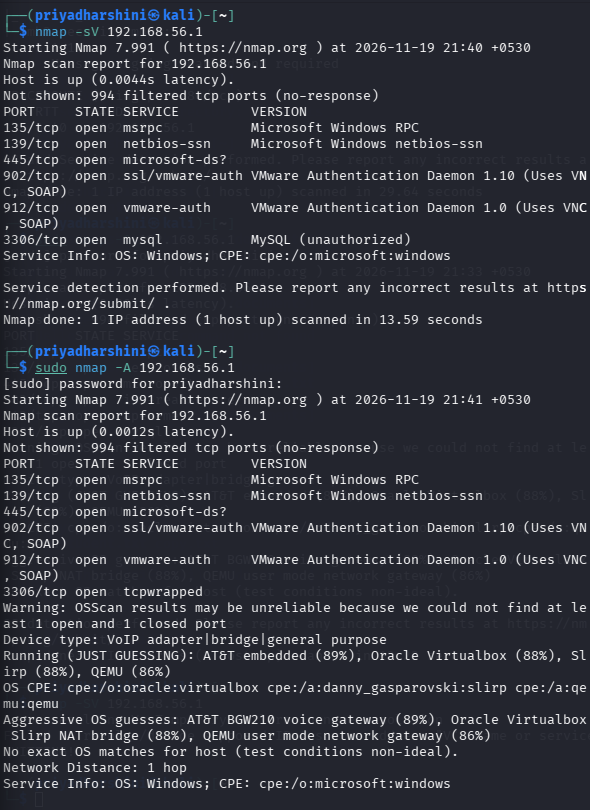 ┌──(priyadharshini㉿kali)-[~]
└─$ nmap -sV 192.168.56.1
Starting Nmap 7.991 ( https://nmap.org ) at 2026-11-19 21:40 +0530
Nmap scan report for 192.168.56.1
Host is up (0.0044s latency).
Not shown: 994 filtered tcp ports (no-response)
PORT     STATE SERVICE         VERSION
135/tcp  open  msrpc           Microsoft Windows RPC
139/tcp  open  netbios-ssn     Microsoft Windows netbios-ssn
445/tcp  open  microsoft-ds?
902/tcp  open  ssl/vmware-auth VMware Authentication Daemon 1.10 (Uses VN
C, SOAP)
912/tcp  open  vmware-auth     VMware Authentication Daemon 1.0 (Uses VNC
, SOAP)
3306/tcp open  mysql           MySQL (unauthorized)
Service Info: OS: Windows; CPE: cpe:/o:microsoft:windows

Service detection performed. Please report any incorrect results at https
://nmap.org/submit/ .
Nmap done: 1 IP address (1 host up) scanned in 13.59 seconds

┌──(priyadharshini㉿kali)-[~]
└─$ sudo nmap -A 192.168.56.1
[sudo] password for priyadharshini:
Starting Nmap 7.991 ( https://nmap.org ) at 2026-11-19 21:41 +0530
Nmap scan report for 192.168.56.1
Host is up (0.0012s latency).
Not shown: 994 filtered tcp ports (no-response)
PORT     STATE SERVICE         VERSION
135/tcp  open  msrpc           Microsoft Windows RPC
139/tcp  open  netbios-ssn     Microsoft Windows netbios-ssn
445/tcp  open  microsoft-ds?
902/tcp  open  ssl/vmware-auth VMware Authentication Daemon 1.10 (Uses VN
C, SOAP)
912/tcp  open  vmware-auth     VMware Authentication Daemon 1.0 (Uses VNC
, SOAP)
3306/tcp open  tcpwrapped
Warning: OSScan results may be unreliable because we could not find at le
ast 1 open and 1 closed port
Device type: VoIP adapter|bridge|general purpose
Running (JUST GUESSING): AT&T embedded (89%), Oracle Virtualbox (88%), Sl
irp (88%), QEMU (86%)
OS CPE: cpe:/o:oracle:virtualbox cpe:/a:danny_gasparovski:slirp cpe:/a:qe
mu:qemu
Aggressive OS guesses: AT&T BGW210 voice gateway (89%), Oracle Virtualbox
 Slirp NAT bridge (88%), QEMU user mode network gateway (86%)
No exact OS matches for host (test conditions non-ideal).
Network Distance: 1 hop
Service Info: OS: Windows; CPE: cpe:/o:microsoft:windows